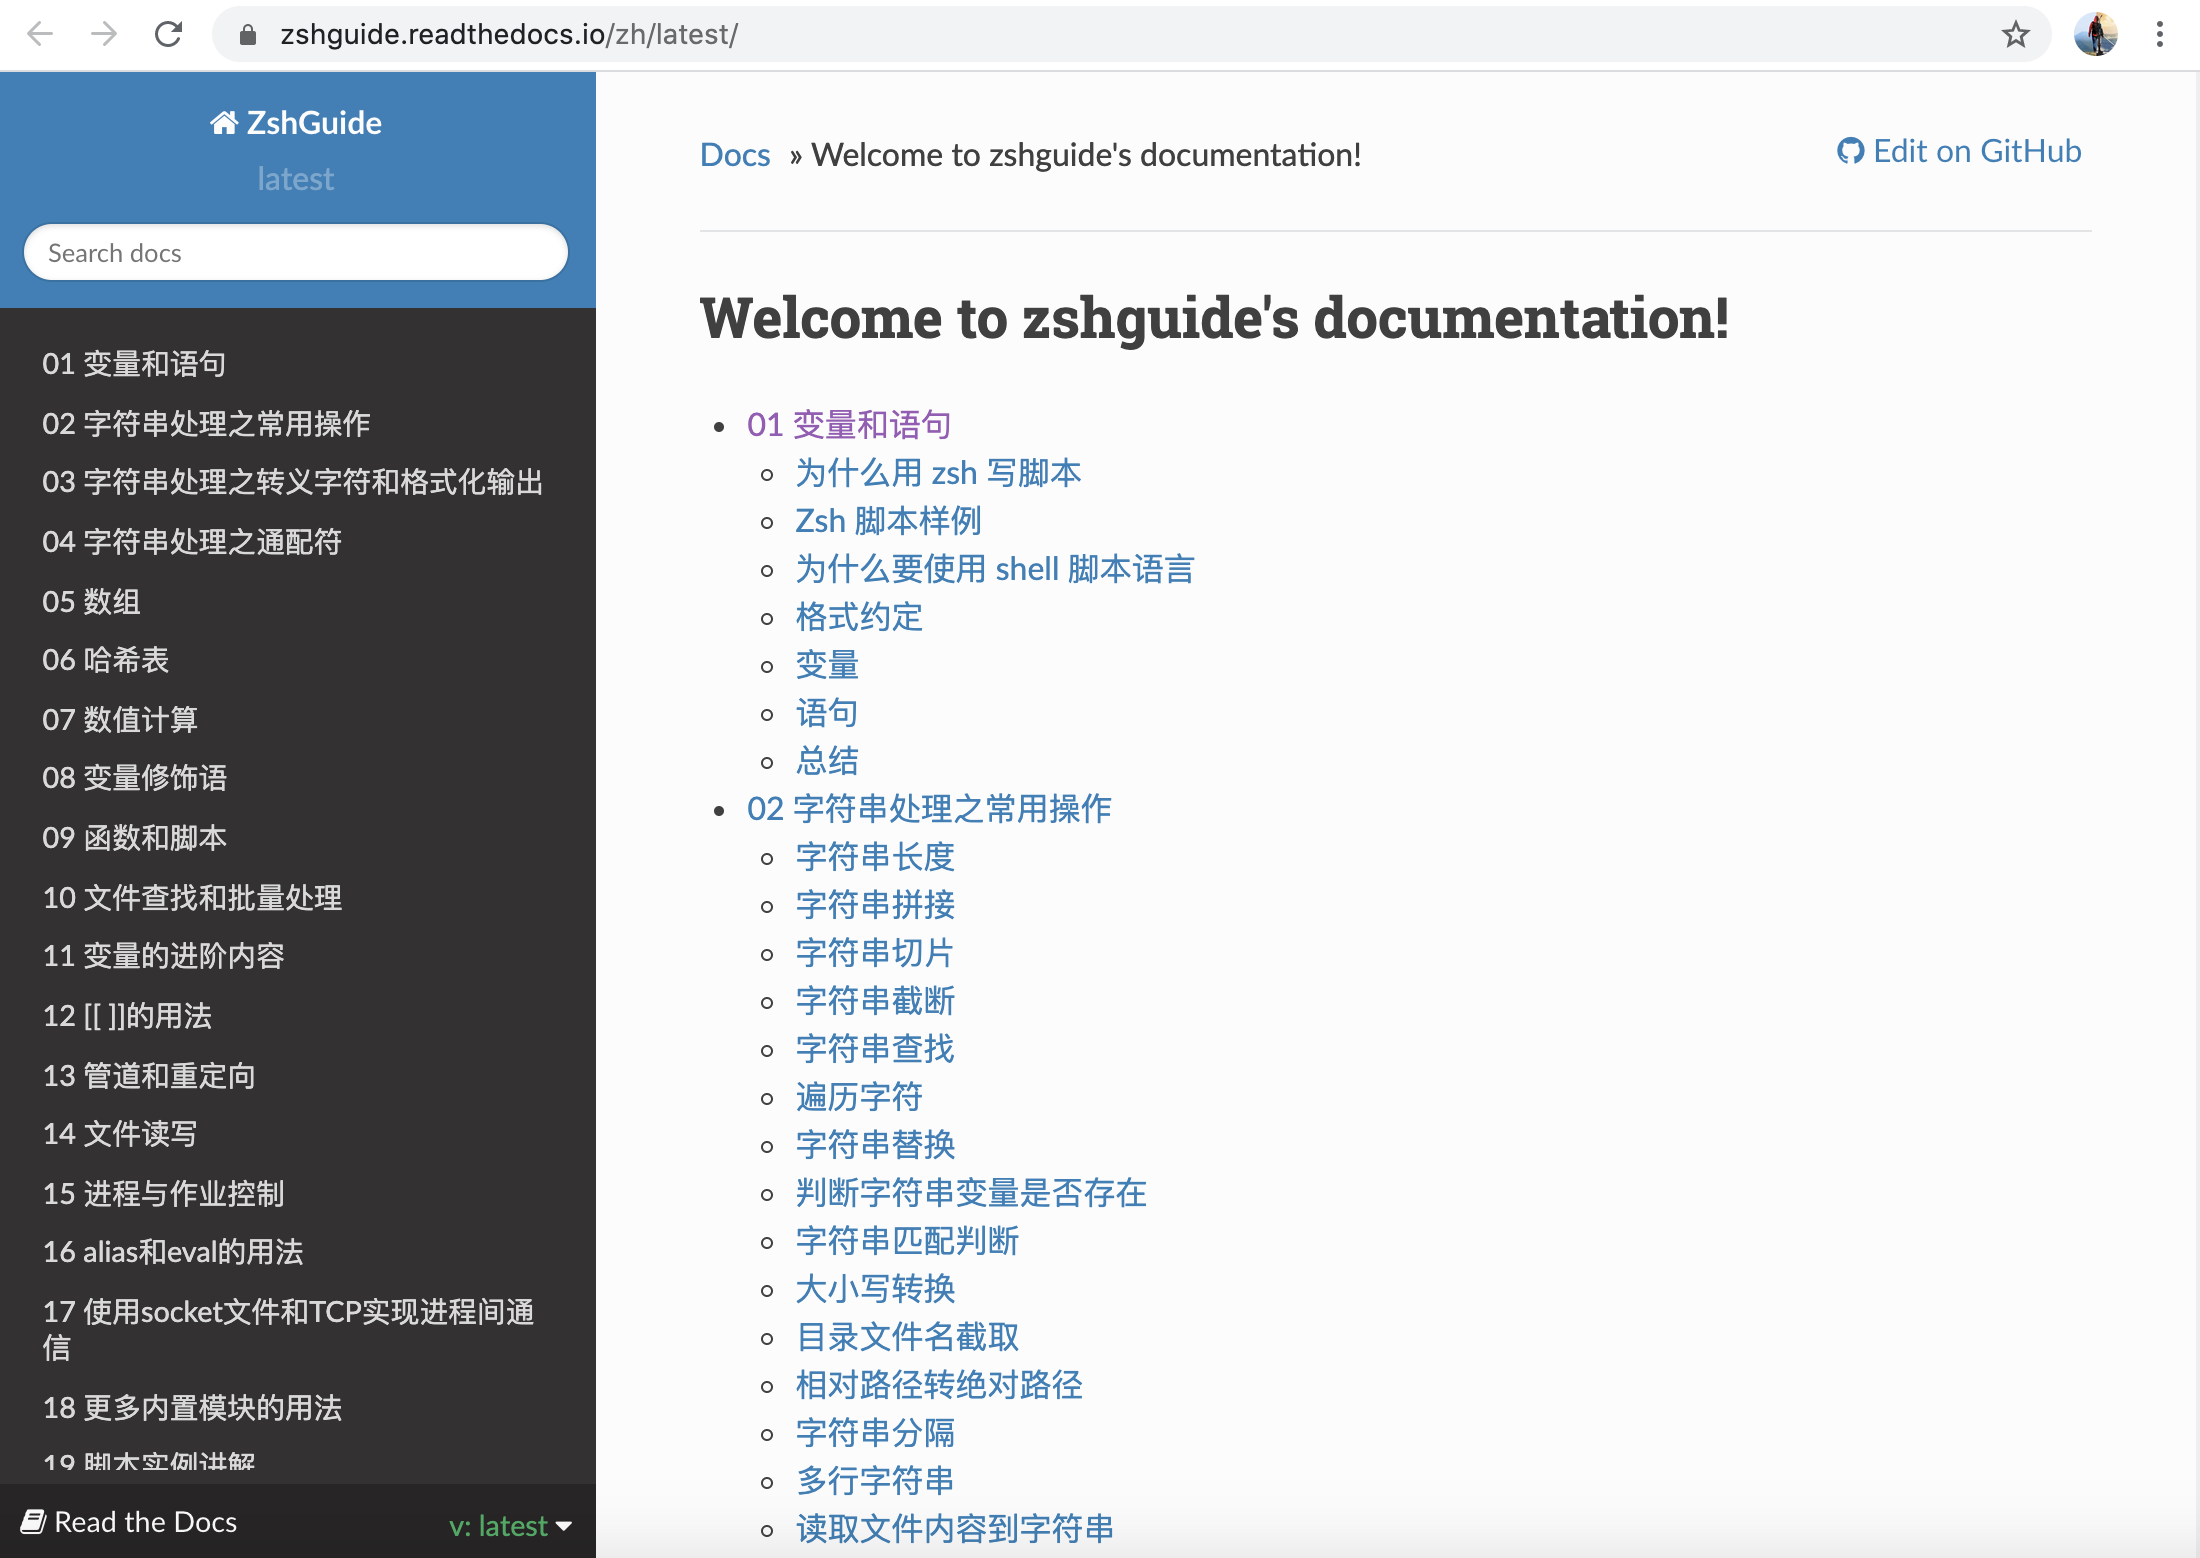 zshguide.readthedocs.io/zh/latest/
ZshGuide
latest
Search docs
01 变量和语句
02 字符串处理之常用操作
03 字符串处理之转义字符和格式化输出
04 字符串处理之通配符
05 数组
06 哈希表
07 数值计算
08 变量修饰语
09 函数和脚本
10 文件查找和批量处理
11 变量的进阶内容
12 [[ ]]的用法
13 管道和重定向
14 文件读写
15 进程与作业控制
16 alias和eval的用法
17 使用socket文件和TCP实现进程间通
信
18 更多内置模块的用法
19 脚本实例讲解
Read the Docs
v: latest
Docs » Welcome to zshguide's documentation!
Edit on GitHub
Welcome to zshguide's documentation!
01 变量和语句
为什么用 zsh 写脚本
Zsh 脚本样例
为什么要使用 shell 脚本语言
格式约定
变量
语句
总结
02 字符串处理之常用操作
字符串长度
字符串拼接
字符串切片
字符串截断
字符串查找
遍历字符
字符串替换
判断字符串变量是否存在
字符串匹配判断
大小写转换
目录文件名截取
相对路径转绝对路径
字符串分隔
多行字符串
读取文件内容到字符串